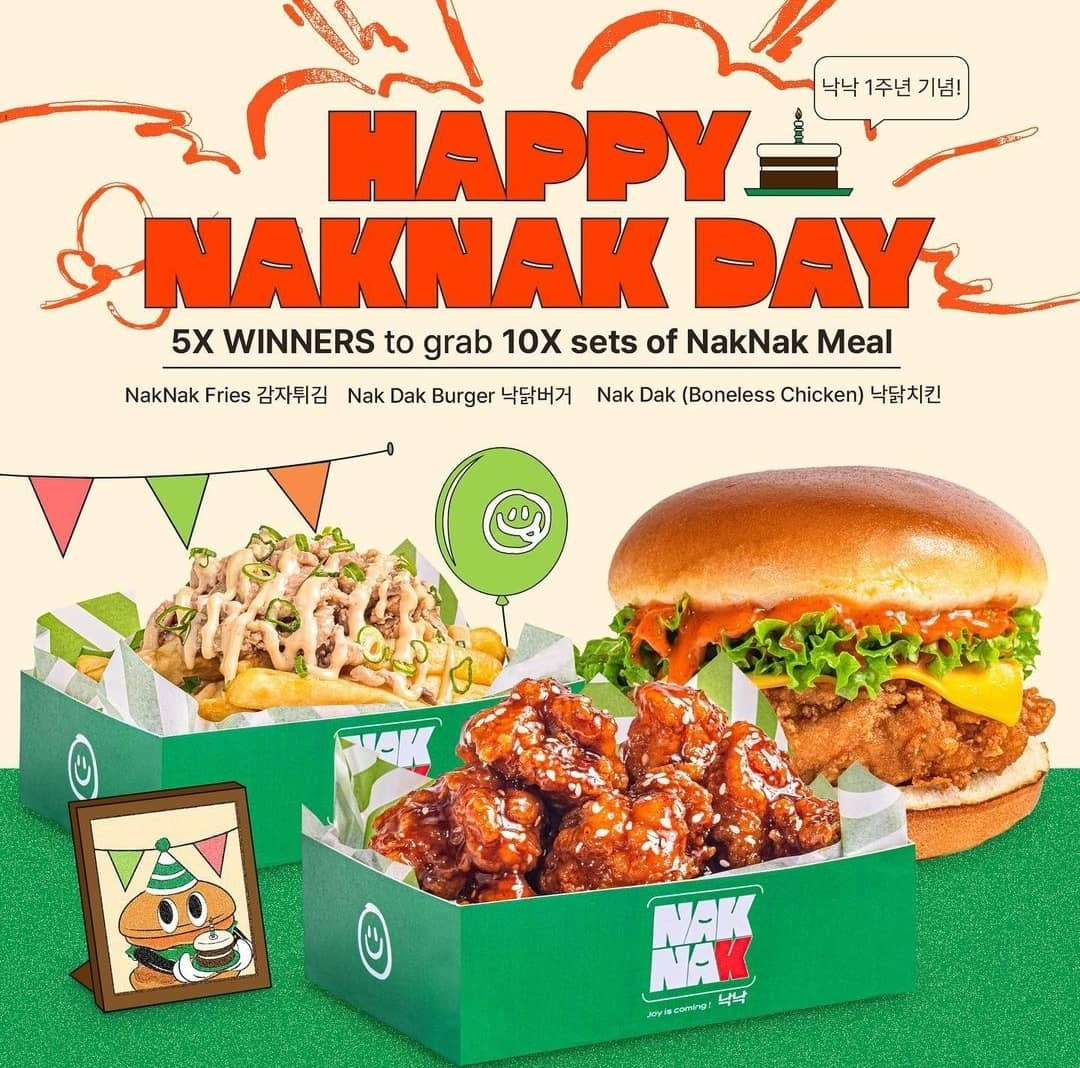 낙낙 1주년 기념!
HAPPY
NAKNAK DAY
5X WINNERS to grab 10X sets of NakNak Meal
NakNak Fries 감자튀김 Nak Dak Burger 낙닭버거 Nak Dak (Boneless Chicken) 낙닭치킨
NAK
NAK
NAK
Joy is coming! 낙낙